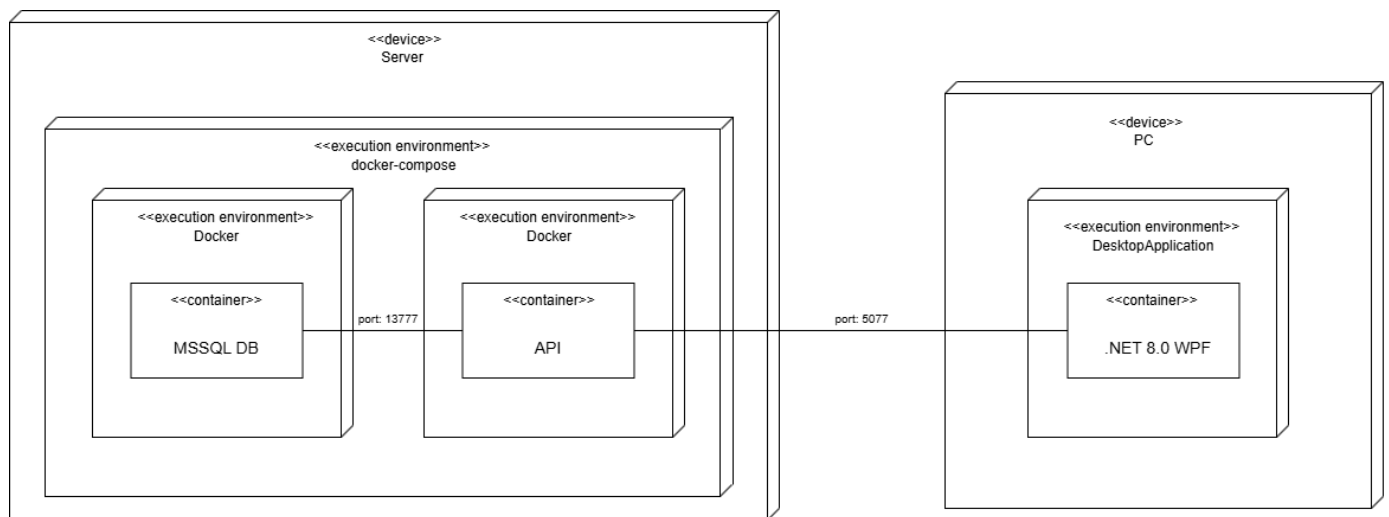 <<device>>
Server
<<execution environment>>
docker-compose
<<execution environment>>
Docker
<<container>>
MSSQL DB
port: 13777
<<execution environment>>
Docker
<<container>>
API
port: 5077
<<device>>
PC
<<execution environment>>
DesktopApplication
<<container>>
.NET 8.0 WPF